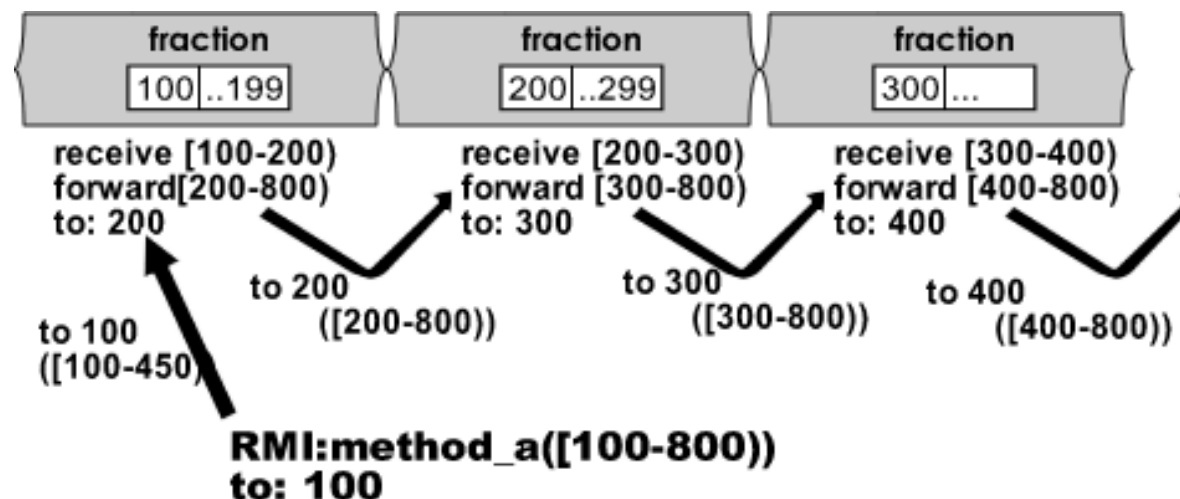 fraction
100 ..199
receive [100-200)
forward[200-800)
to: 200
fraction
200 ..299
receive [200-300)
forward [300-800)
to: 300
fraction
300 ...
receive [300-400)
forward [400-800)
to: 400
to 200
([200-800))
to 300
([300-800))
to 400
([400-800))
to 100
([100-450)
RMI:method_a([100-800))
to: 100